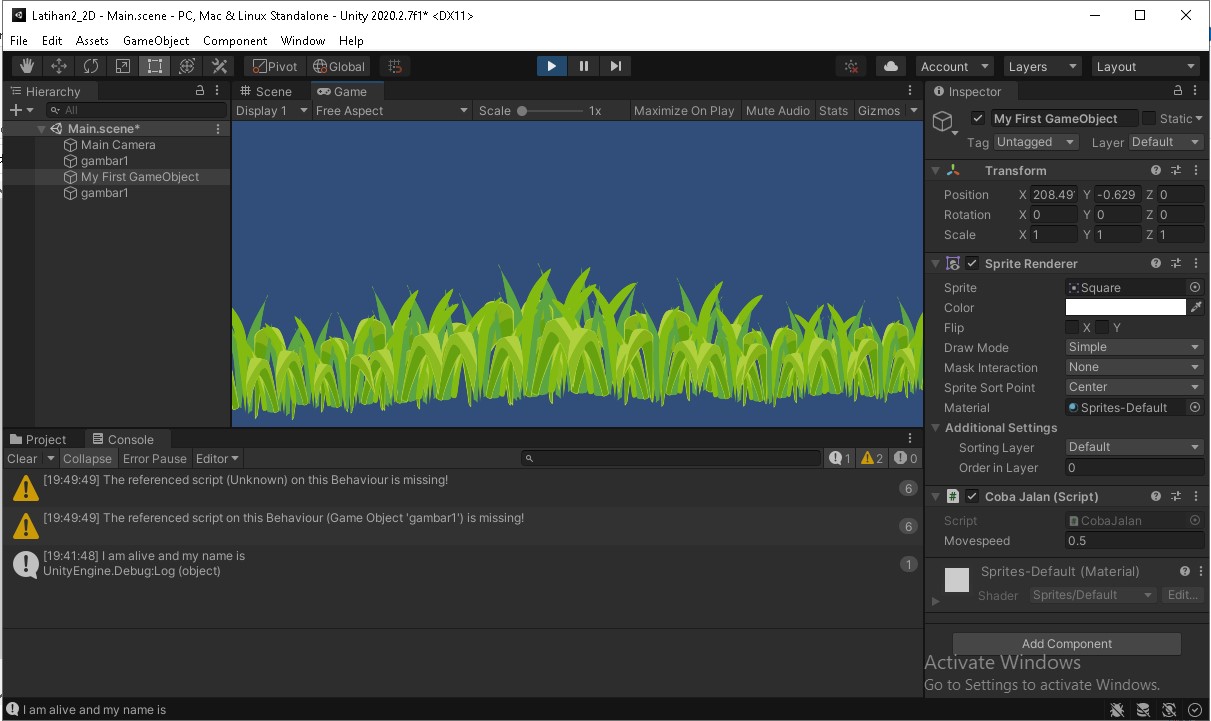 Latihan2_2D - Main.scene - PC, Mac & Linux Standalone - Unity 2020.2.7f1* <DX11>
File Edit Assets GameObject Component Window Help
Pivot Global Account Layers Layout
Hierarchy
All
Main.scene*
Main Camera
gambar1
My First GameObject
gambar1
Scene Game
Display 1 Free Aspect Scale 1x Maximize On Play Mute Audio Stats Gizmos
Inspector
My First GameObject Static
Tag Untagged Layer Default
Transform
Position X 208.49 Y -0.629 Z 0
Rotation X 0 Y 0 Z 0
Scale X 1 Y 1 Z 1
Sprite Renderer
Sprite Square
Color
Flip X Y
Draw Mode Simple
Mask Interaction None
Sprite Sort Point Center
Material Sprites-Default
Additional Settings
Sorting Layer Default
Order in Layer 0
# Coba Jalan (Script)
Script CobaJalan
Movespeed 0.5
Sprites-Default (Material)
Shader Sprites/Default Edit...
Add Component
Project Console
Clear Collapse Error Pause Editor 1 2 0
[19:49:49] The referenced script (Unknown) on this Behaviour is missing! 6
[19:49:49] The referenced script on this Behaviour (Game Object 'gambar1') is missing! 6
[19:41:48] I am alive and my name is
UnityEngine.Debug:Log (object) 1
Activate Windows
Go to Settings to activate Windows.
I am alive and my name is